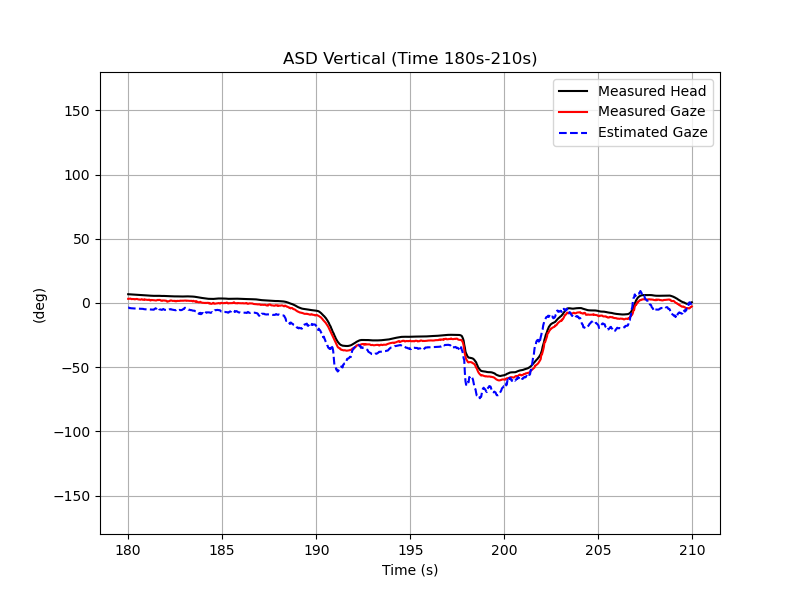 ASD Vertical (Time 180s-210s)
Measured Head
Measured Gaze
Estimated Gaze
150
100
50
0
−50
−100
−150
(deg)
180 185 190 195 200 205 210
Time (s)